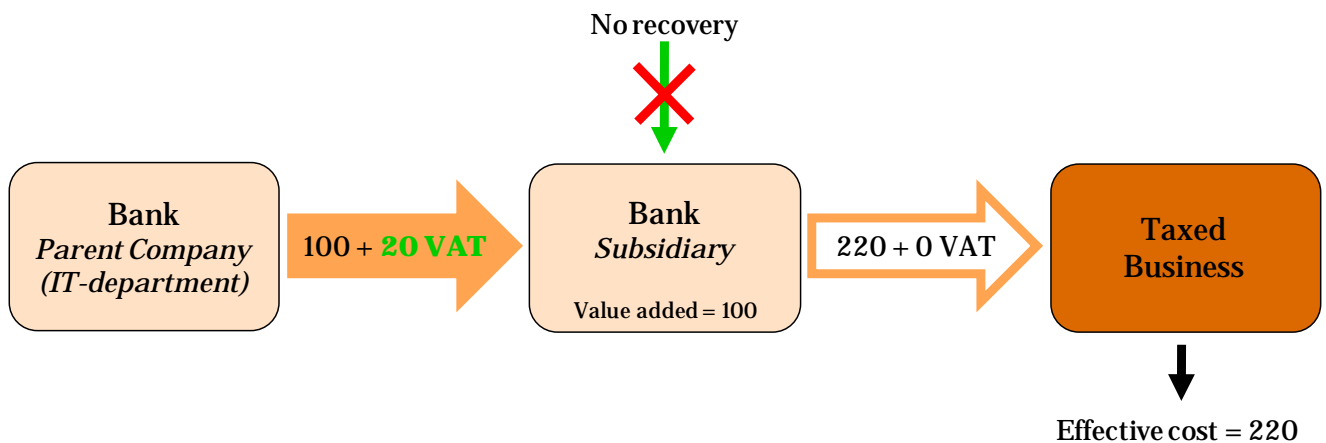 No recovery
Bank
Parent Company
(IT-department)
100 + 20 VAT
Bank
Subsidiary
Value added = 100
220 + 0 VAT
Taxed
Business
Effective cost = 220